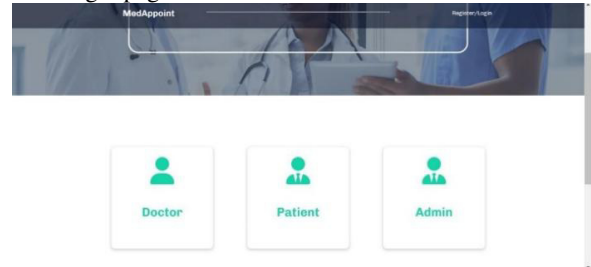 MedAppoint
Register/Login
Doctor
Patient
Admin